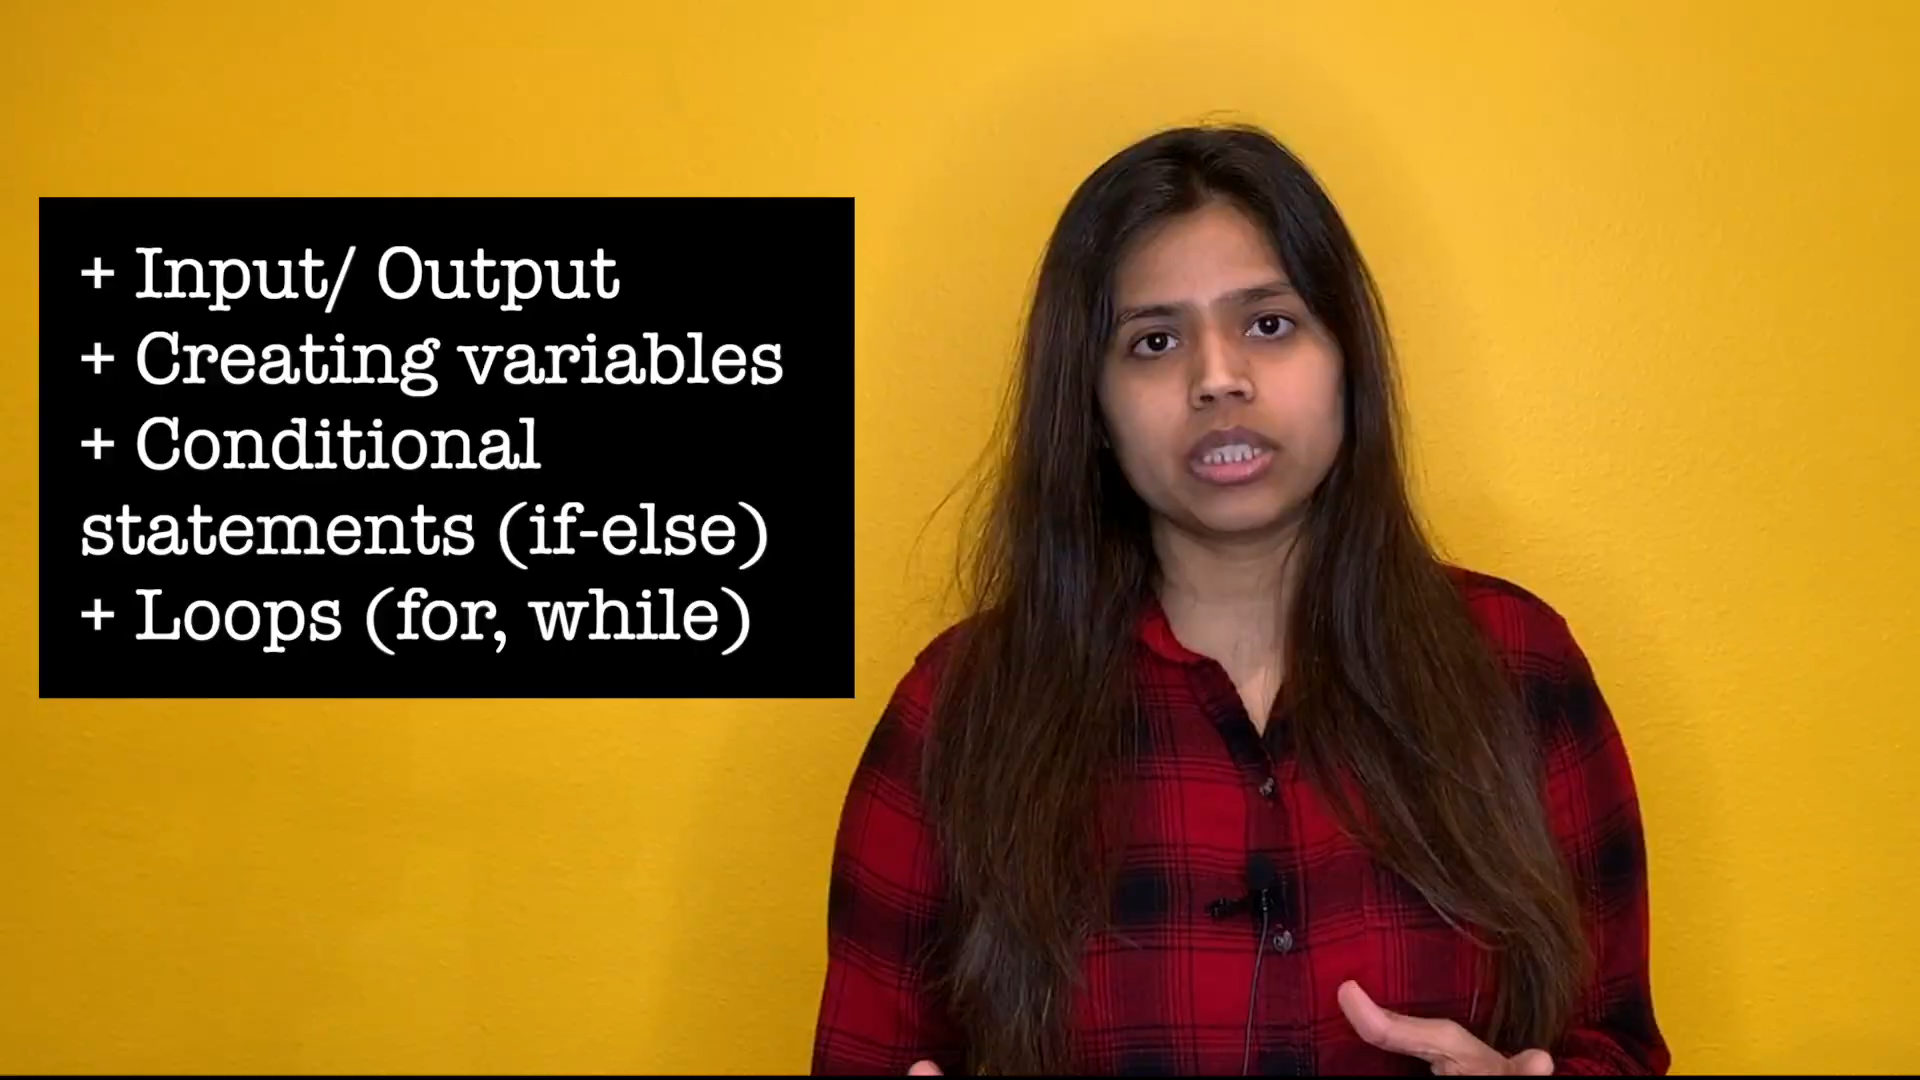 + Input/ Output
+ Creating variables
+ Conditional
statements (if-else)
+ Loops (for, while)